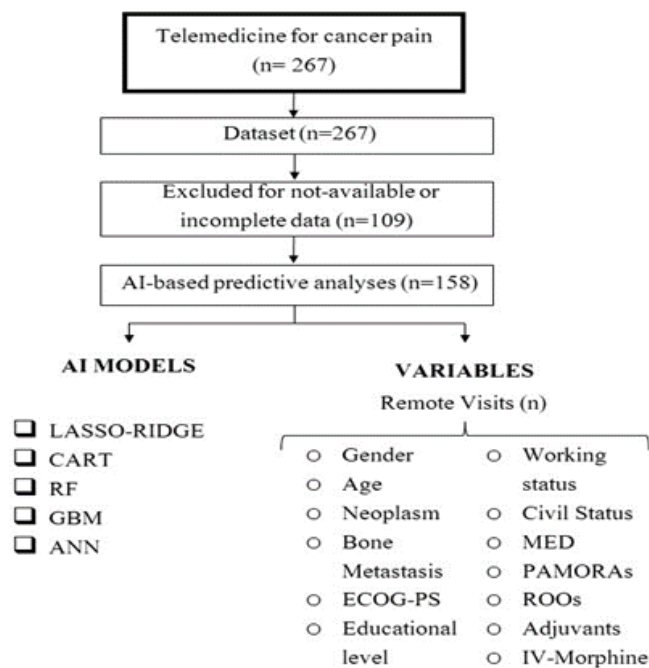 Telemedicine for cancer pain
(n= 267)
Dataset (n=267)
Excluded for not-available or
incomplete data (n=109)
AI-based predictive analyses (n=158)
AI MODELS
LASSO-RIDGE
CART
RF
GBM
ANN
VARIABLES
Remote Visits (n)
Gender
Age
Neoplasm
Bone
Metastasis
ECOG-PS
Educational
level
Working
status
Civil Status
MED
PAMORAs
ROOs
Adjuvants
IV-Morphine